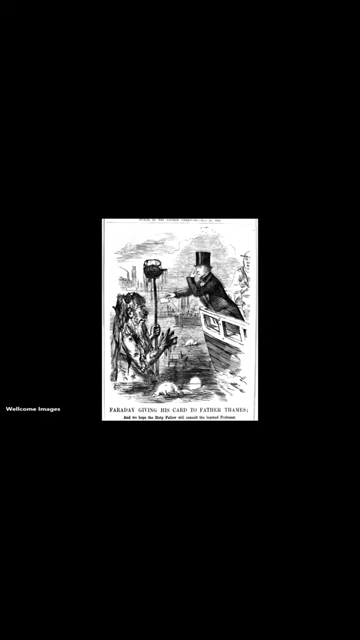 Wellcome Images
FARADAY GIVING HIS CARD TO FATHER THAMES;
And we hope the Dirty Fellow will consult the learned Professor.